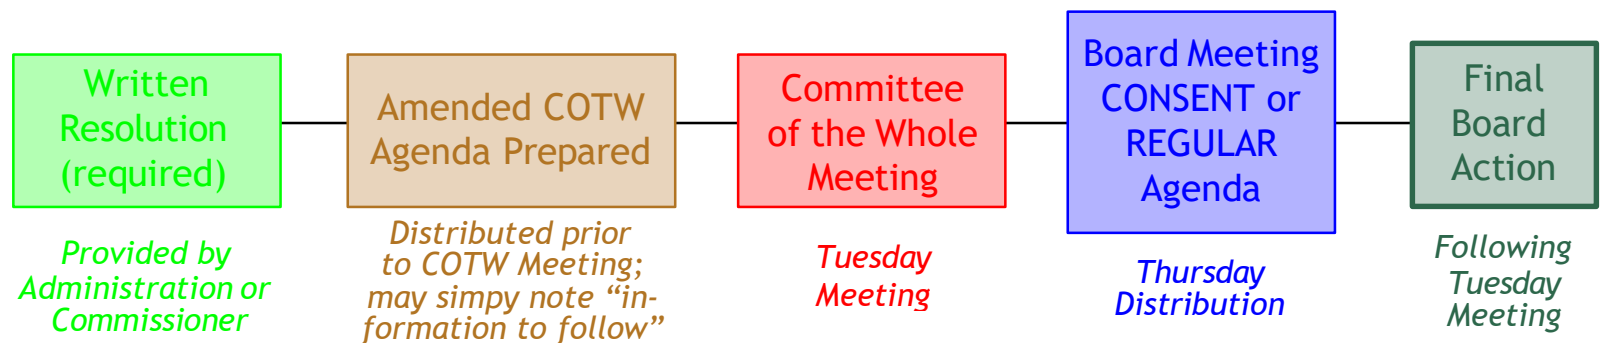 Written
Resolution
(required)
Amended COTW
Agenda Prepared
Committee
of the Whole
Meeting
Board Meeting
CONSENT or
REGULAR
Agenda
Final
Board
Action
Provided by
Administration or
Commissioner
Distributed prior
to COTW Meeting;
may simpy note “in-
formation to follow”
Tuesday
Meeting
Thursday
Distribution
Following
Tuesday
Meeting